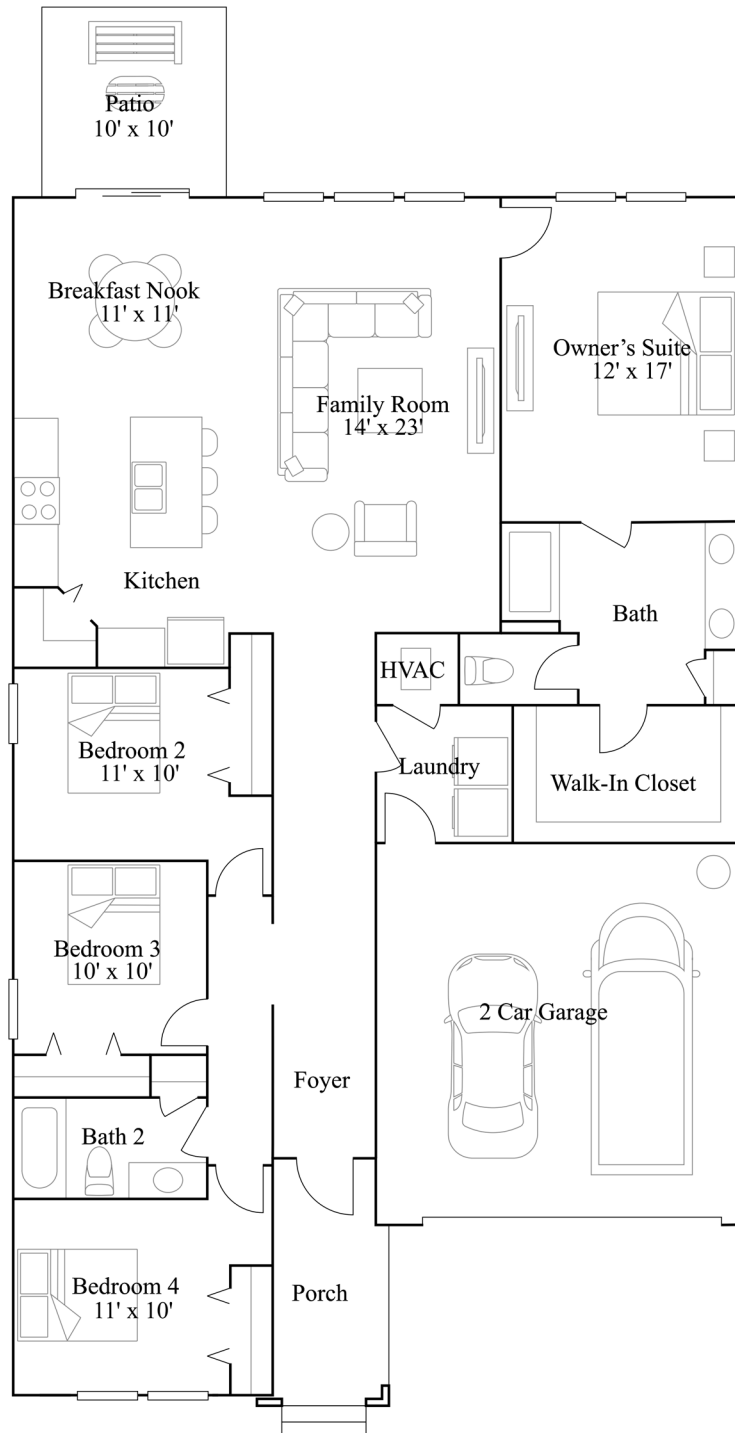 Patio
10' x 10'
Breakfast Nook
11' x 11'
Owner’s Suite
12' x 17'
Family Room
14' x 23'
Kitchen
Bath
HVAC
Bedroom 2
11' x 10'
Laundry
Walk-In Closet
Bedroom 3
10' x 10'
2 Car Garage
Foyer
Bath 2
Bedroom 4
11' x 10'
Porch